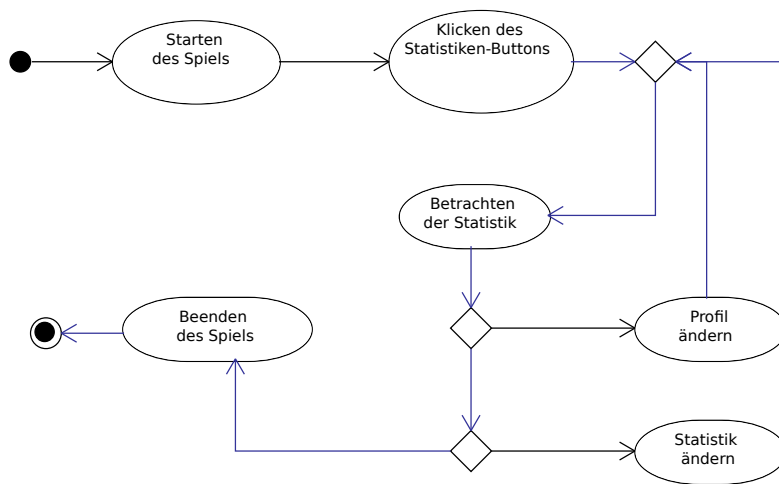 Starten
des Spiels
Klicken des
Statistiken-Buttons
Betrachten
der Statistik
Beenden
des Spiels
Profil
ändern
Statistik
ändern